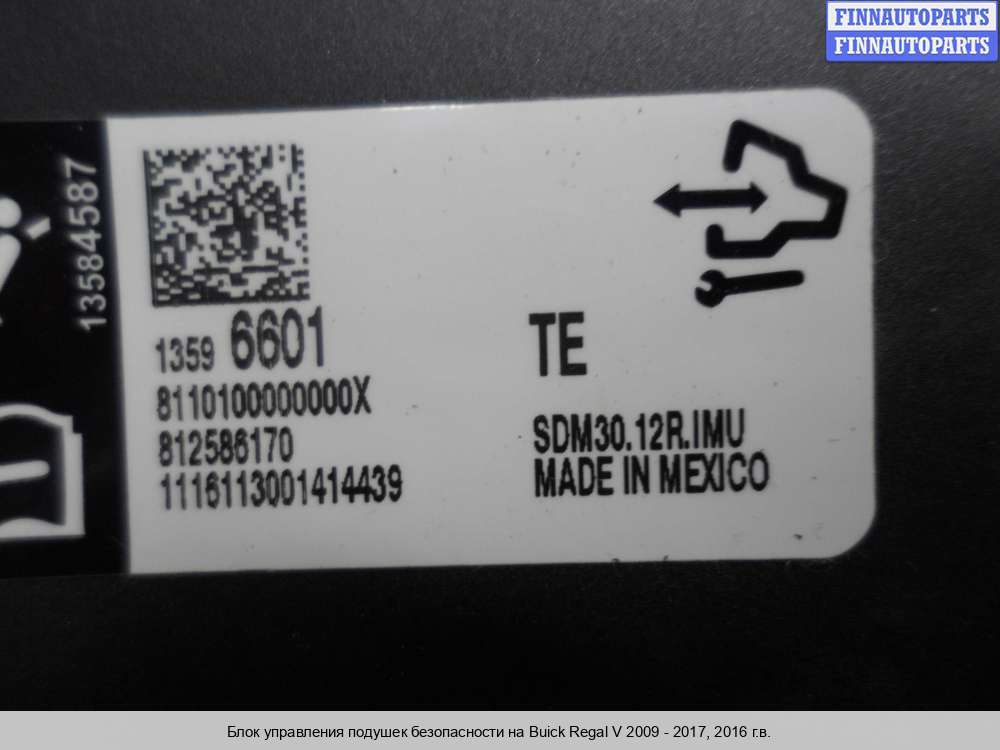 FINNAUTOPARTS
FINNAUTOPARTS
13584587
1359 6601
8110100000000X
812586170
1116113001414439
TE
SDM30.12R.IMU
MADE IN MEXICO
Блок управления подушек безопасности на Buick Regal V 2009 - 2017, 2016 г.в.